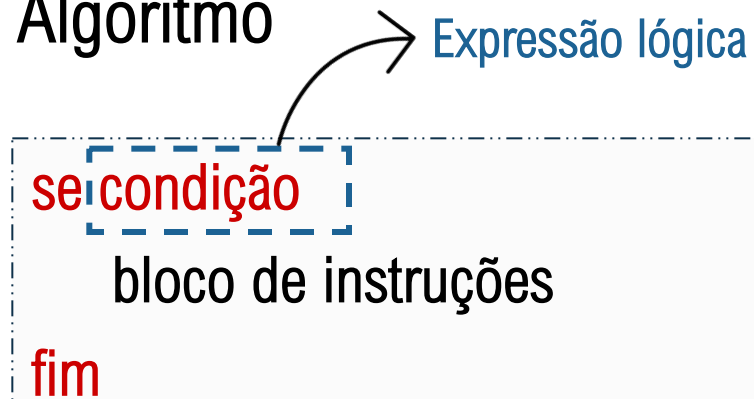 Algoritmo
Expressão lógica
se condição
bloco de instruções
fim